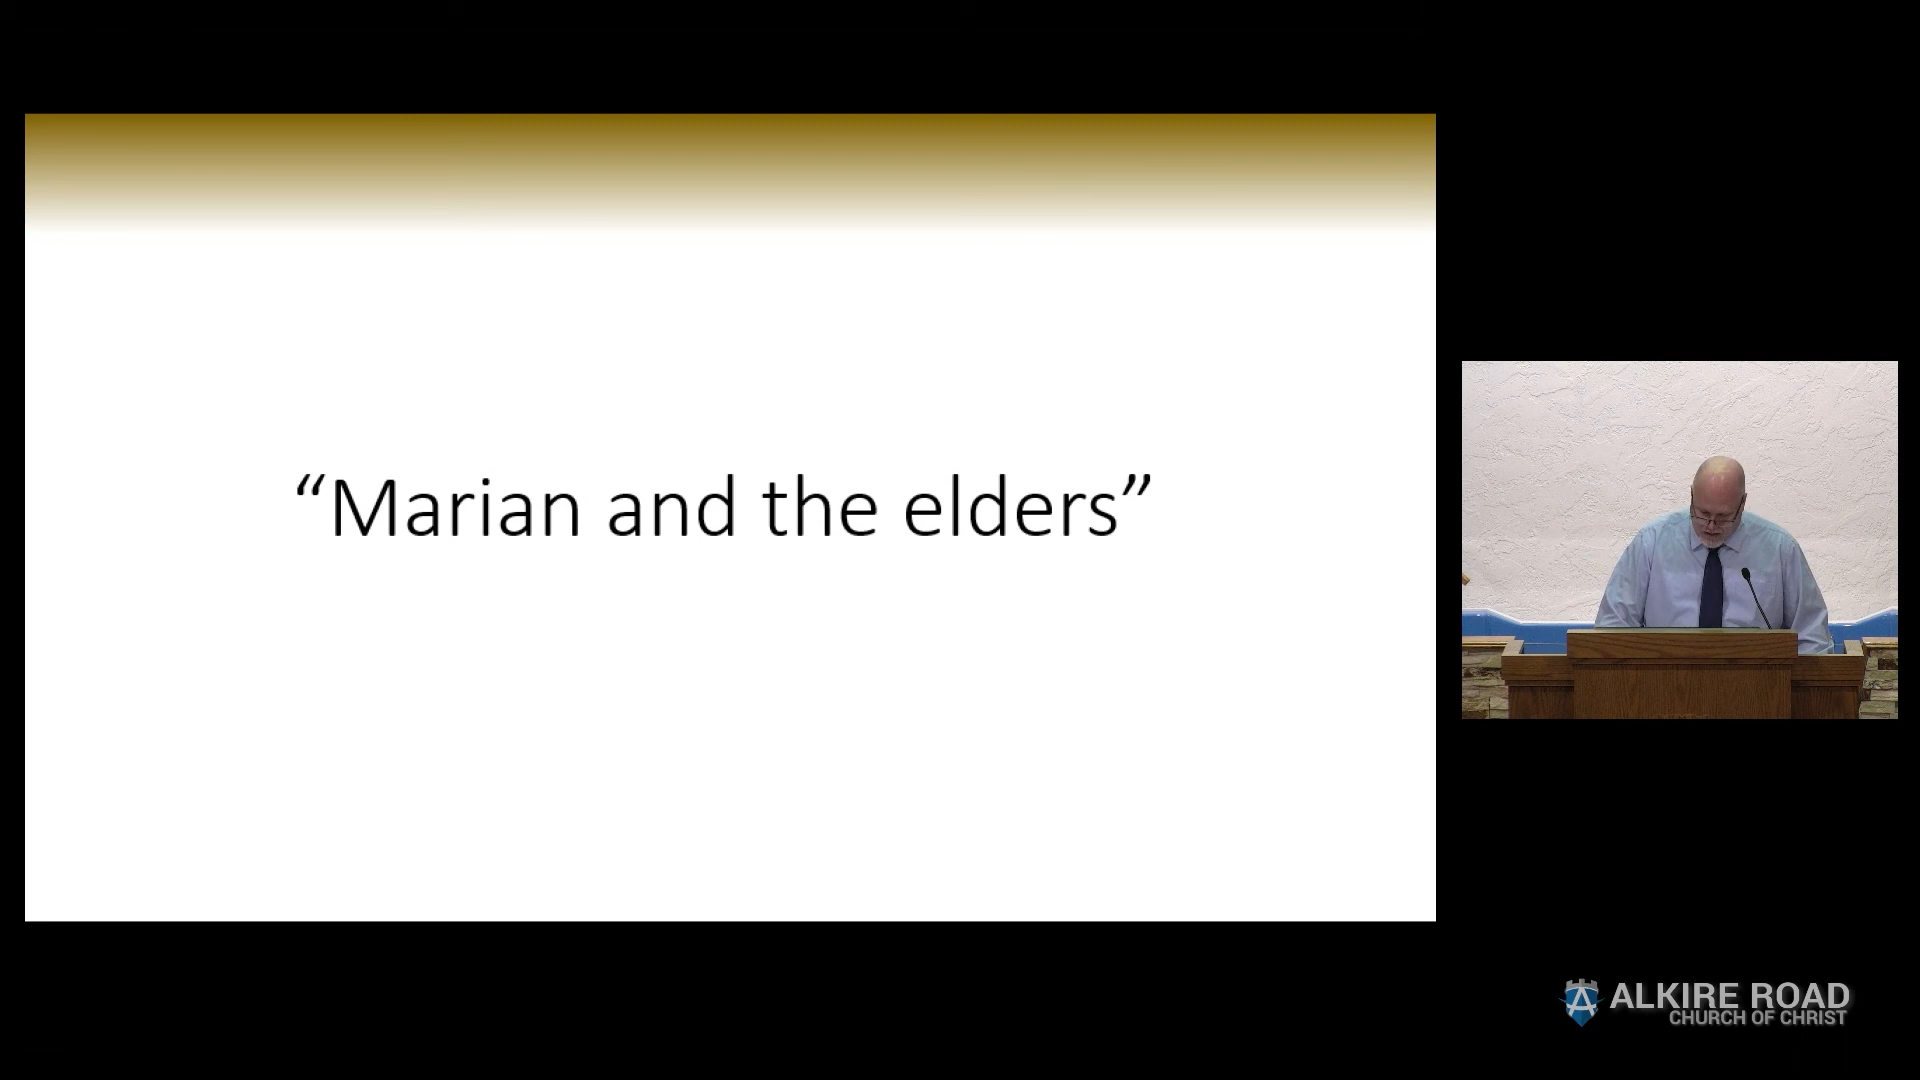 “Marian and the elders”
ALKIRE ROAD
CHURCH OF CHRIST